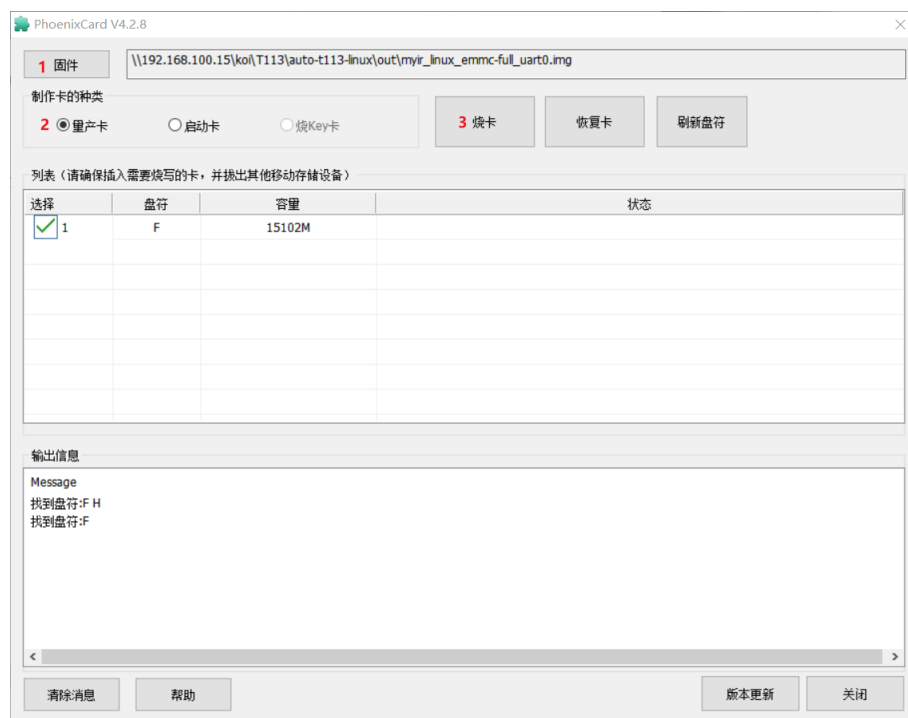 PhoenixCard V4.2.8
1 固件 \\192.168.100.15\koi\T113\auto-t113-linux\out\myir_linux_emmc-full_uart0.img
制作卡的种类
2 量产卡 启动卡 烧Key卡 3 烧卡 恢复卡 刷新盘符
列表（请确保插入需要烧写的卡，并拔出其他移动存储设备）
选择 盘符 容量 状态
1 F 15102M
输出信息
Message
找到盘符:F H
找到盘符:F
清除消息 帮助 版本更新 关闭